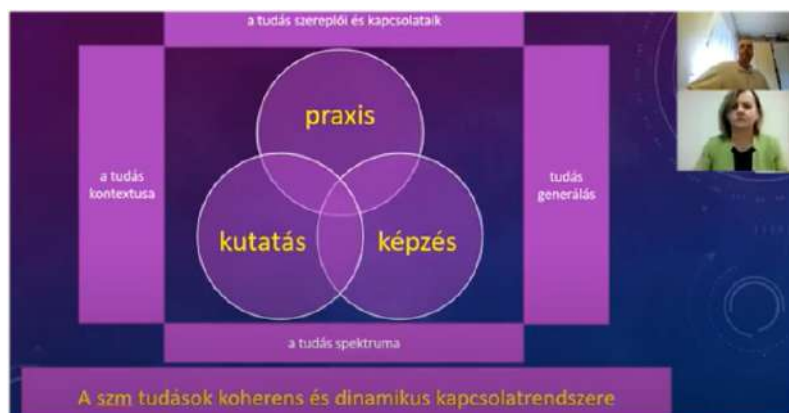 a tudás szereplői és kapcsolataik
praxis
a tudás
kontextusa
tudás
generálás
kutatás
képzés
a tudás spektruma
A szm tudások koherens és dinamikus kapcsolatrendszere